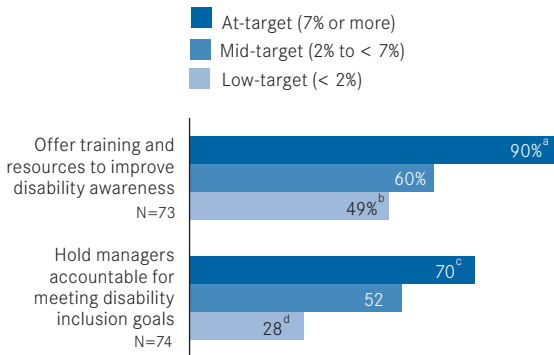 At-target (7% or more)
Mid-target (2% to < 7%)
Low-target (< 2%)
Offer training and
resources to improve
disability awareness
N=73
90%a
60%
49%b
Hold managers
accountable for
meeting disability
inclusion goals
N=74
70c
52
28d